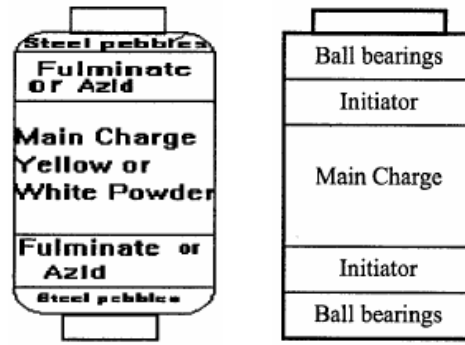 Steel pebbles
Fulminate
or Azid
Main Charge
Yellow or
White Powder
Fulminate or
Azid
Steel pebbles
Ball bearings
Initiator
Main Charge
Initiator
Ball bearings